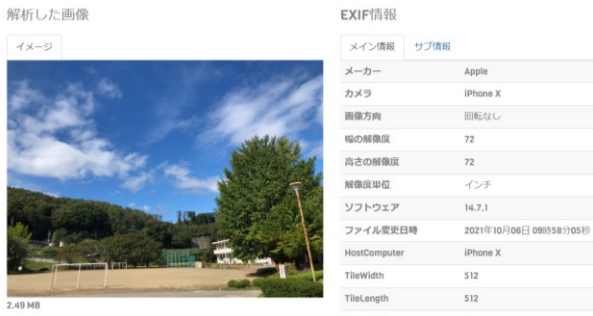 解析した画像
イメージ
2.49 MB
EXIF情報
メイン情報 サブ情報
メーカー Apple
カメラ iPhone X
画像方向 回転なし
幅の解像度 72
高さの解像度 72
解像度単位 インチ
ソフトウェア 14.7.1
ファイル変更日時 2021年10月06日 09時58分05秒
HostComputer iPhone X
TileWidth 512
TileLength 512